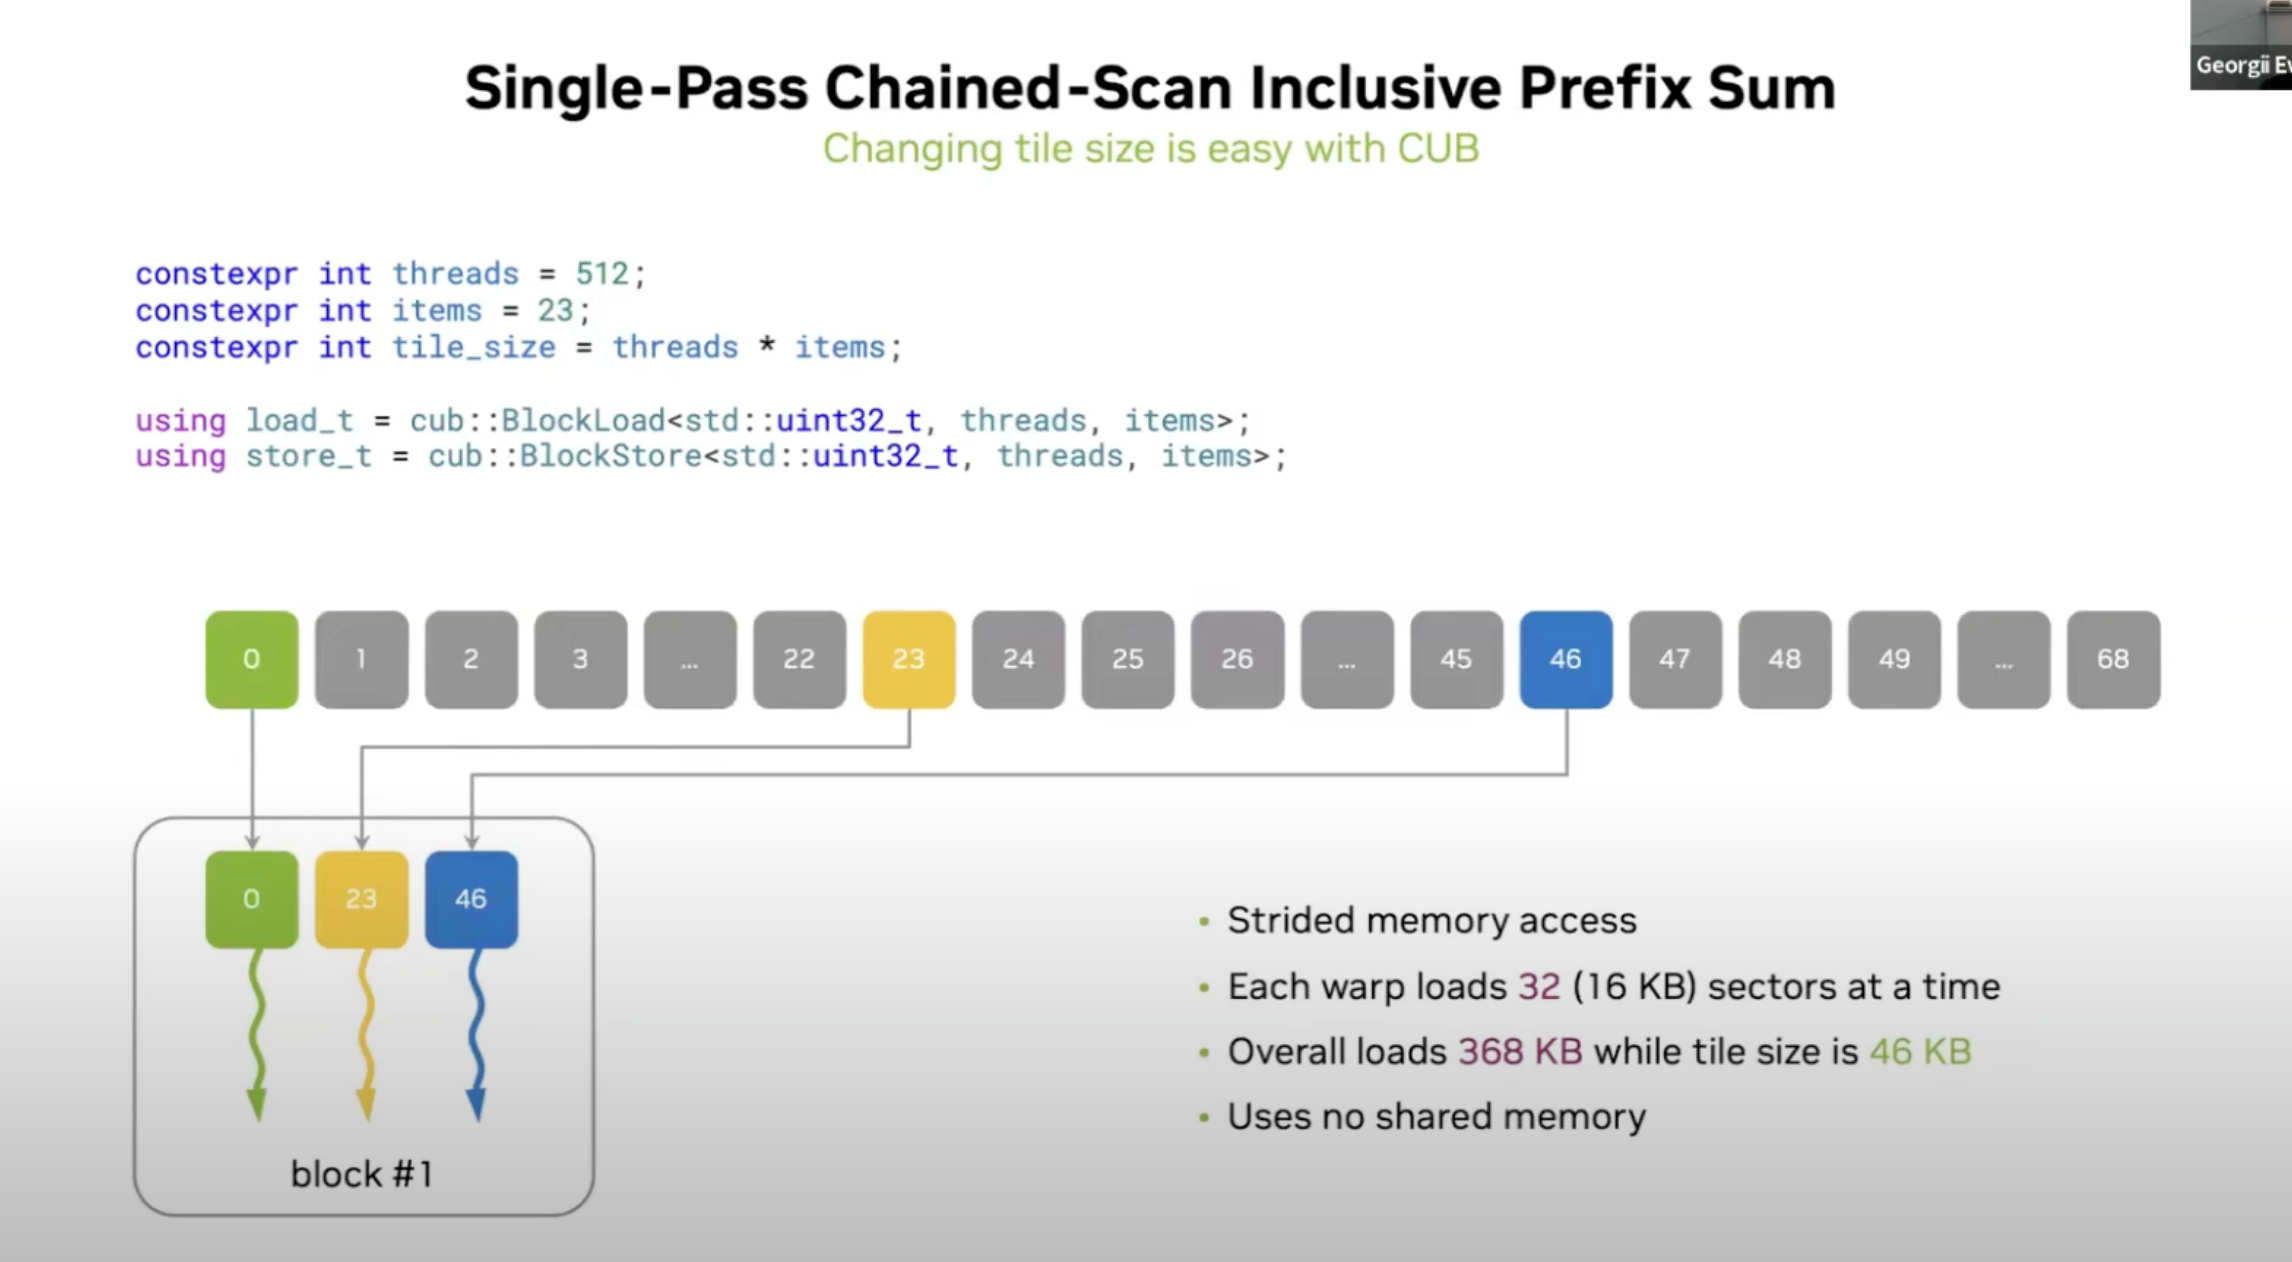 Single-Pass Chained-Scan Inclusive Prefix Sum
Changing tile size is easy with CUB
Georgii
constexpr int threads = 512;
constexpr int items = 23;
constexpr int tile_size = threads * items;
using load_t = cub::BlockLoad<std::uint32_t, threads, items>;
using store_t = cub::BlockStore<std::uint32_t, threads, items>;
0 1 2 3 ... 22 23 24 25 26 ... 45 46 47 48 49 ... 68
0 23 46
block #1
• Strided memory access
• Each warp loads 32 (16 KB) sectors at a time
• Overall loads 368 KB while tile size is 46 KB
• Uses no shared memory